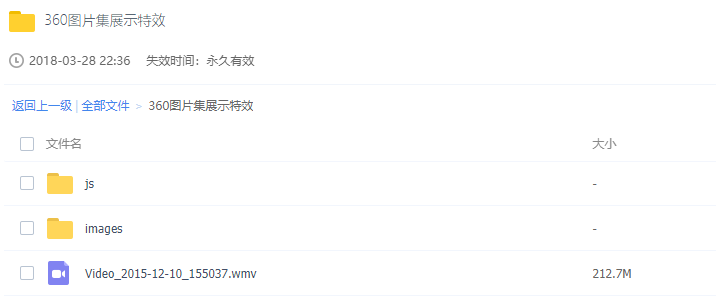 360图片集展示特效
2018-03-28 22:36 失效时间：永久有效
返回上一级 | 全部文件 > 360图片集展示特效
文件名 大小
js -
images -
Video_2015-12-10_155037.wmv 212.7M